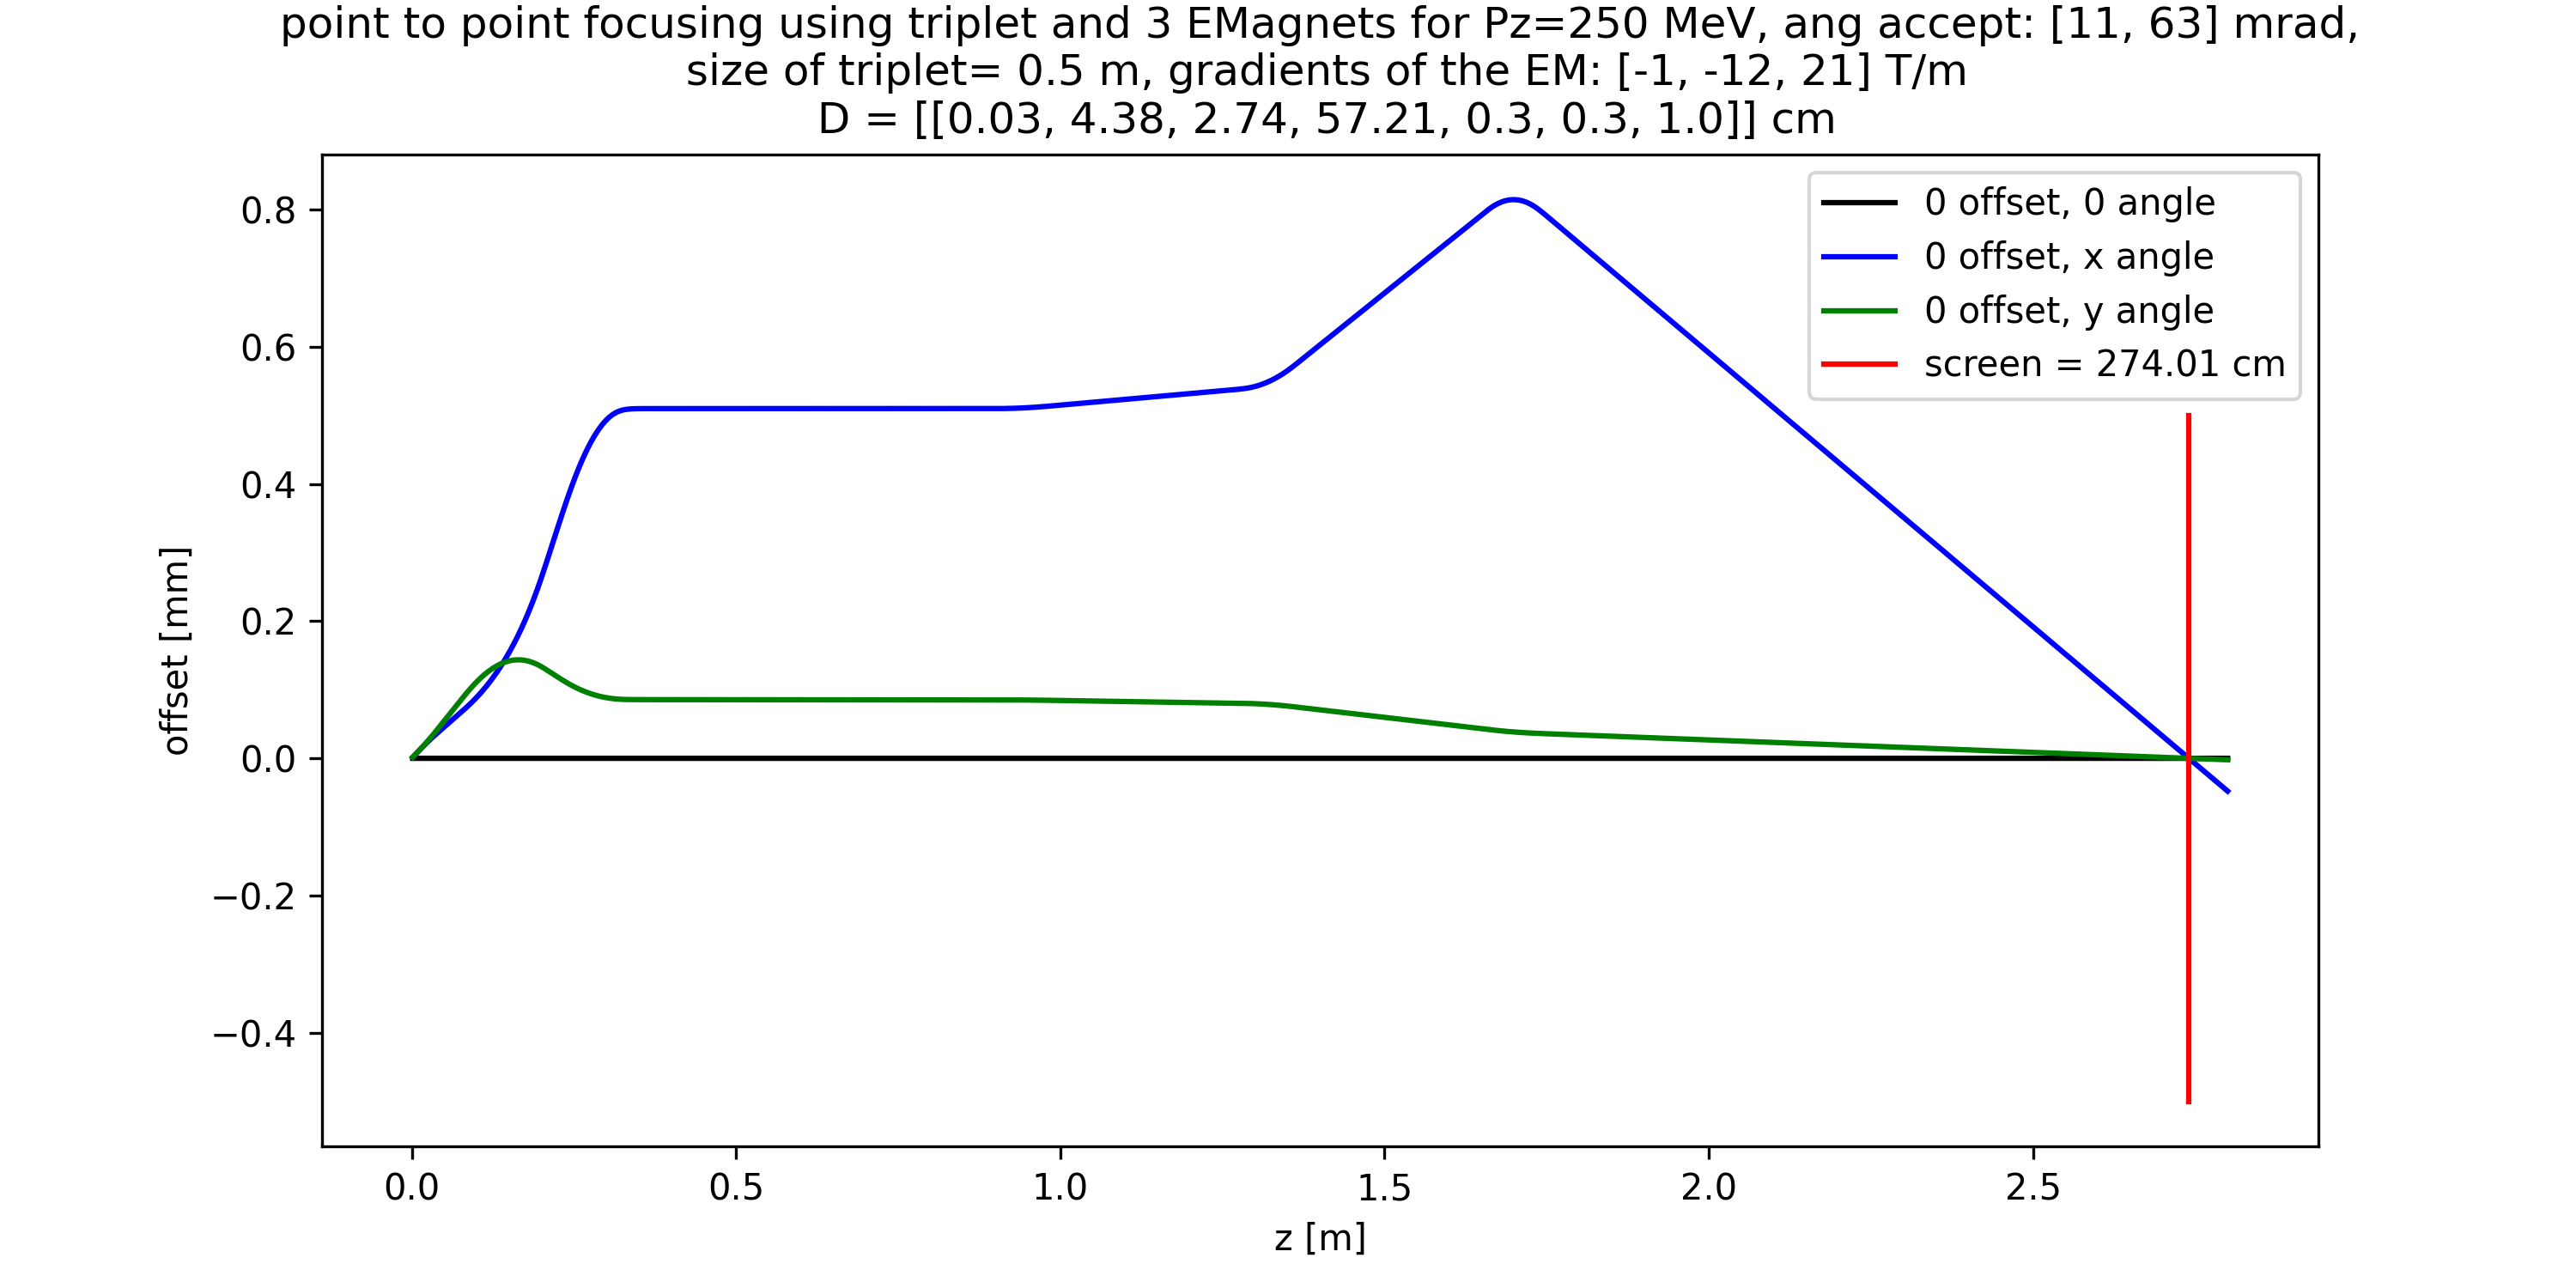 point to point focusing using triplet and 3 EMagnets for Pz=250 MeV, ang accept: [11, 63] mrad,
size of triplet= 0.5 m, gradients of the EM: [-1, -12, 21] T/m
D = [[0.03, 4.38, 2.74, 57.21, 0.3, 0.3, 1.0]] cm
0 offset, 0 angle
0 offset, x angle
0 offset, y angle
screen = 274.01 cm
offset [mm]
0.8
0.6
0.4
0.2
0.0
−0.2
−0.4
0.0 0.5 1.0 1.5 2.0 2.5
z [m]